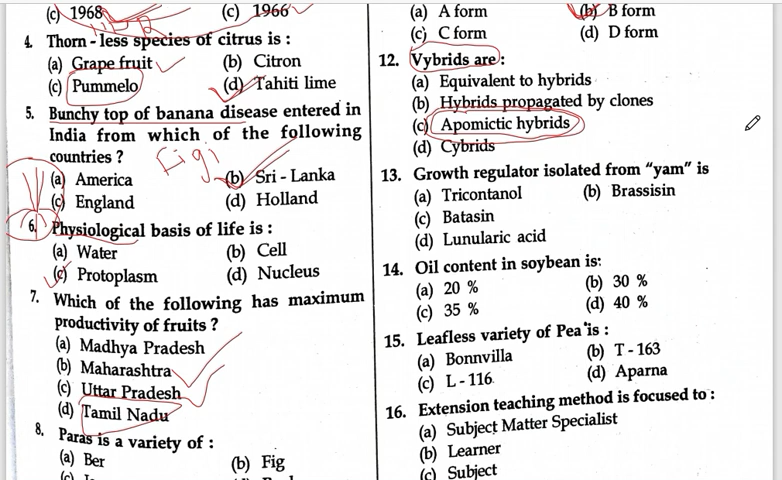 (c) 1968 (c) 1966
4. Thorn - less species of citrus is :
(a) Grape fruit (b) Citron
(c) Pummelo (d) Tahiti lime
5. Bunchy top of banana disease entered in
India from which of the following
countries ?
(a) America (b) Sri - Lanka
(c) England (d) Holland
6. Physiological basis of life is :
(a) Water (b) Cell
(c) Protoplasm (d) Nucleus
7. Which of the following has maximum
productivity of fruits ?
(a) Madhya Pradesh
(b) Maharashtra
(c) Uttar Pradesh
(d) Tamil Nadu
8. Paras is a variety of :
(a) Ber (b) Fig
(a) A form (b) B form
(c) C form (d) D form
12. Vybrids are :
(a) Equivalent to hybrids
(b) Hybrids propagated by clones
(c) Apomictic hybrids
(d) Cybrids
13. Growth regulator isolated from “yam” is
(a) Tricontanol (b) Brassisin
(c) Batasin
(d) Lunularic acid
14. Oil content in soybean is:
(a) 20 % (b) 30 %
(c) 35 % (d) 40 %
15. Leafless variety of Pea is :
(a) Bonnvilla (b) T - 163
(c) L - 116 (d) Aparna
16. Extension teaching method is focused to :
(a) Subject Matter Specialist
(b) Learner
(c) Subject